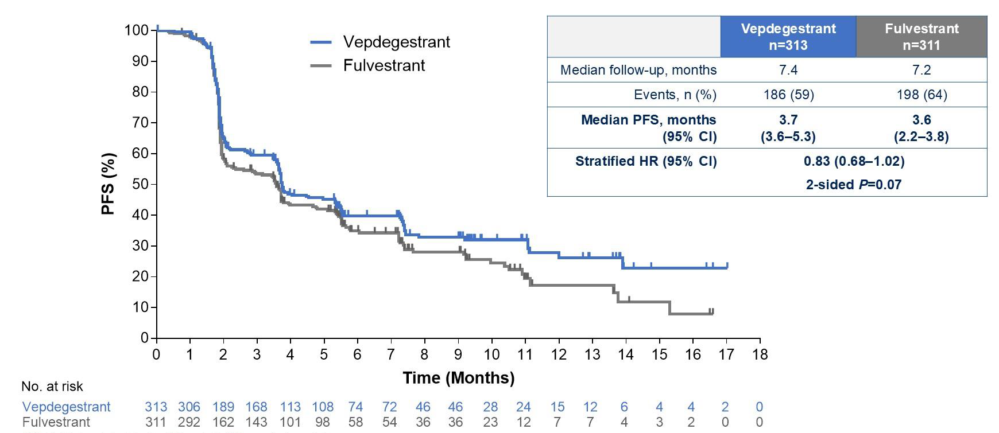 Vepdegestrant
Fulvestrant
Vepdegestrant Fulvestrant
n=313 n=311
Median follow-up, months 7.4 7.2
Events, n (%) 186 (59) 198 (64)
Median PFS, months 3.7 3.6
(95% CI) (3.6–5.3) (2.2–3.8)
Stratified HR (95% CI) 0.83 (0.68–1.02)
2-sided P=0.07
PFS (%)
100
90
80
70
60
50
40
30
20
10
0
0 1 2 3 4 5 6 7 8 9 10 11 12 13 14 15 16 17 18
Time (Months)
No. at risk
Vepdegestrant 313 306 189 168 113 108 74 72 46 46 28 24 15 12 6 4 4 2 0
Fulvestrant 311 292 162 143 101 98 58 54 36 36 23 12 7 7 4 3 2 0 0